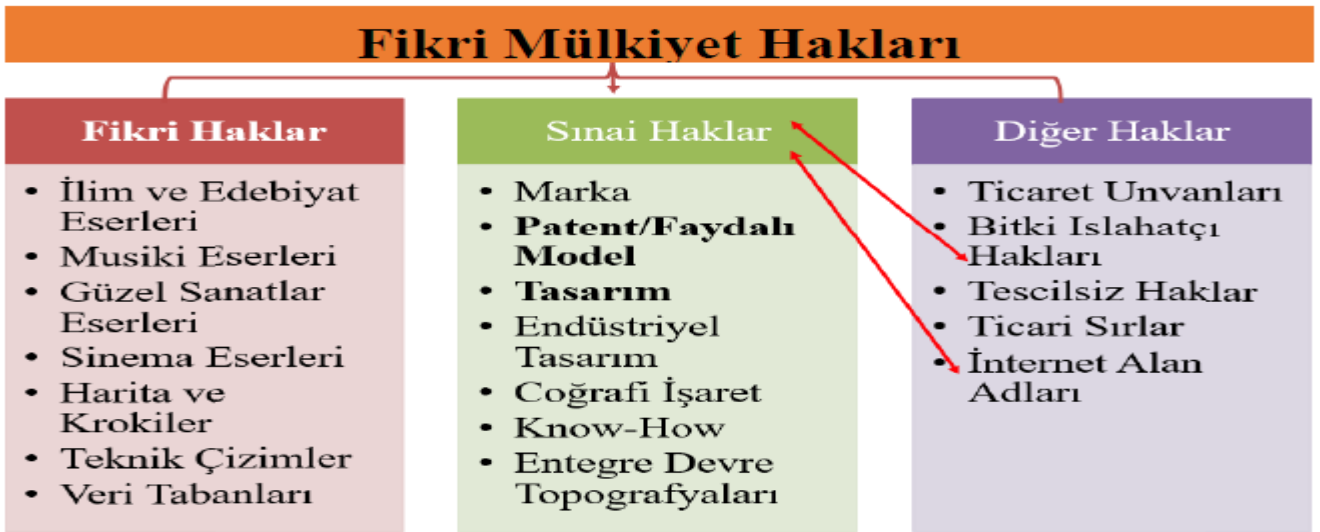 Fikri Mülkiyet Hakları
Fikri Haklar
• İlim ve Edebiyat
Eserleri
• Musiki Eserleri
• Güzel Sanatlar
Eserleri
• Sinema Eserleri
• Harita ve
Krokiler
• Teknik Çizimler
• Veri Tabanları
Sınai Haklar
• Marka
• Patent/Faydalı
Model
• Tasarım
• Endüstriyel
Tasarım
• Coğrafi İşaret
• Know-How
• Entegre Devre
Topografyaları
Diğer Haklar
• Ticaret Unvanları
• Bitki Islahatçı
Hakları
• Tescilsiz Haklar
• Ticari Sırlar
• İnternet Alan
Adları